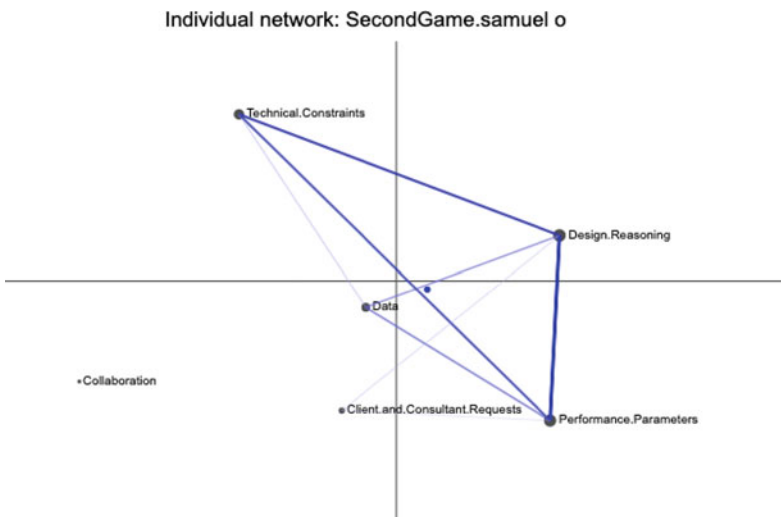 Individual network: SecondGame.samuel o
Technical.Constraints
Design.Reasoning
Data
Collaboration
Client.and.Consultant.Requests
Performance.Parameters